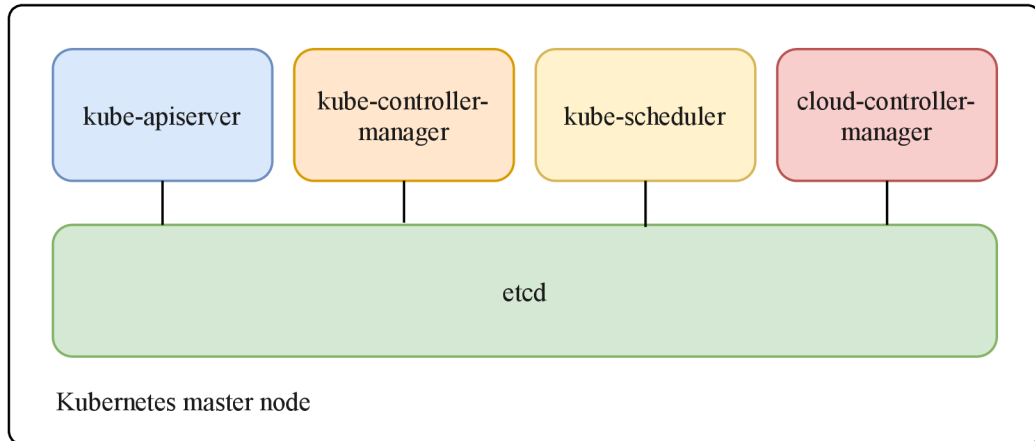 kube-apiserver
kube-controller-
manager
kube-scheduler
cloud-controller-
manager
etcd
Kubernetes master node